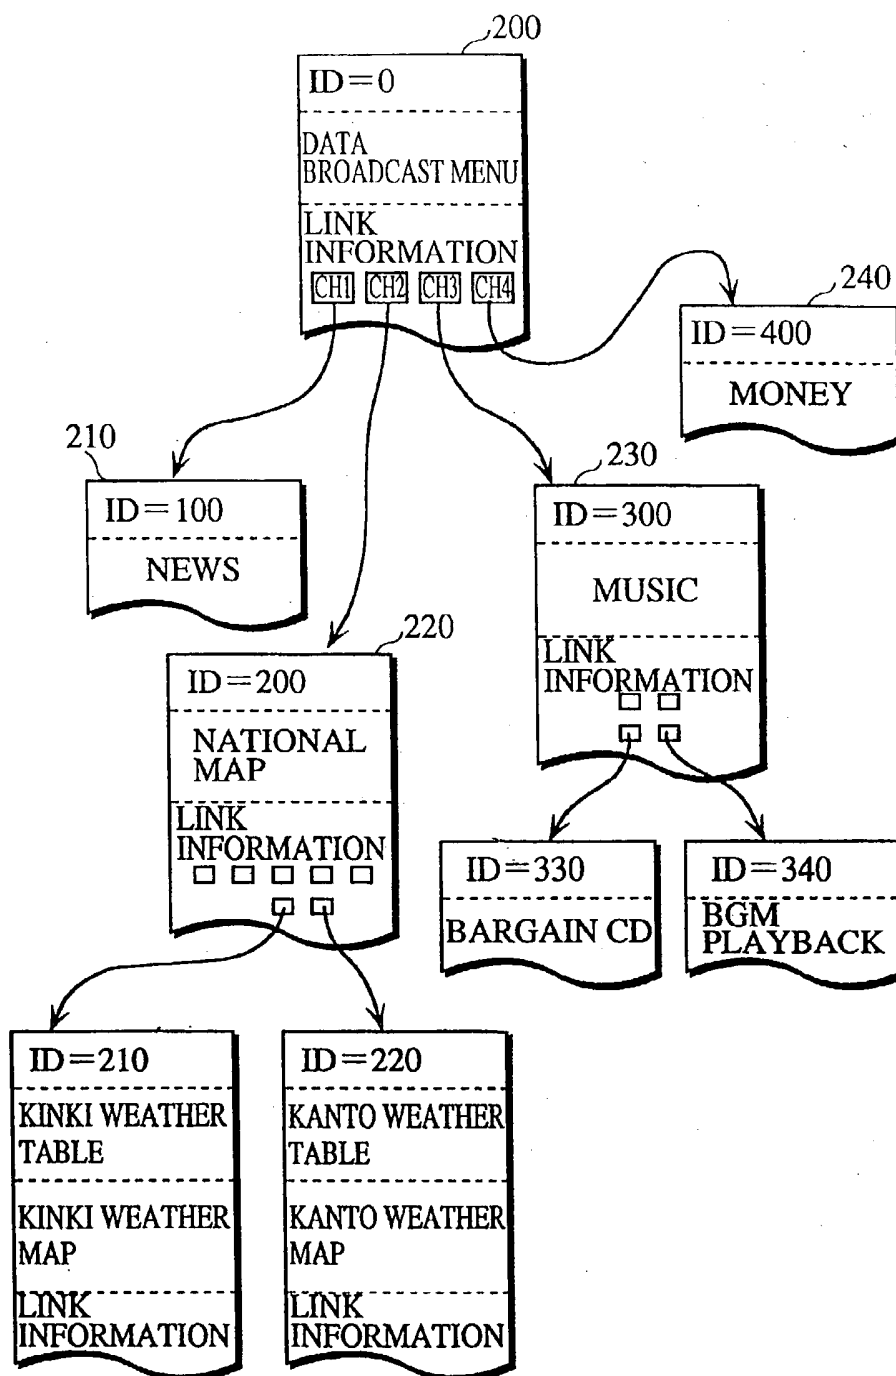 200
ID=0
DATA
BROADCAST MENU
LINK
INFORMATION
CH1 CH2 CH3 CH4
240
ID=400
MONEY
210
ID=100
NEWS
230
ID=300
MUSIC
LINK
INFORMATION
220
ID=200
NATIONAL
MAP
LINK
INFORMATION
ID=330
BARGAIN CD
ID=340
BGM
PLAYBACK
ID=210
KINKI WEATHER
TABLE
KINKI WEATHER
MAP
LINK
INFORMATION
ID=220
KANTO WEATHER
TABLE
KANTO WEATHER
MAP
LINK
INFORMATION